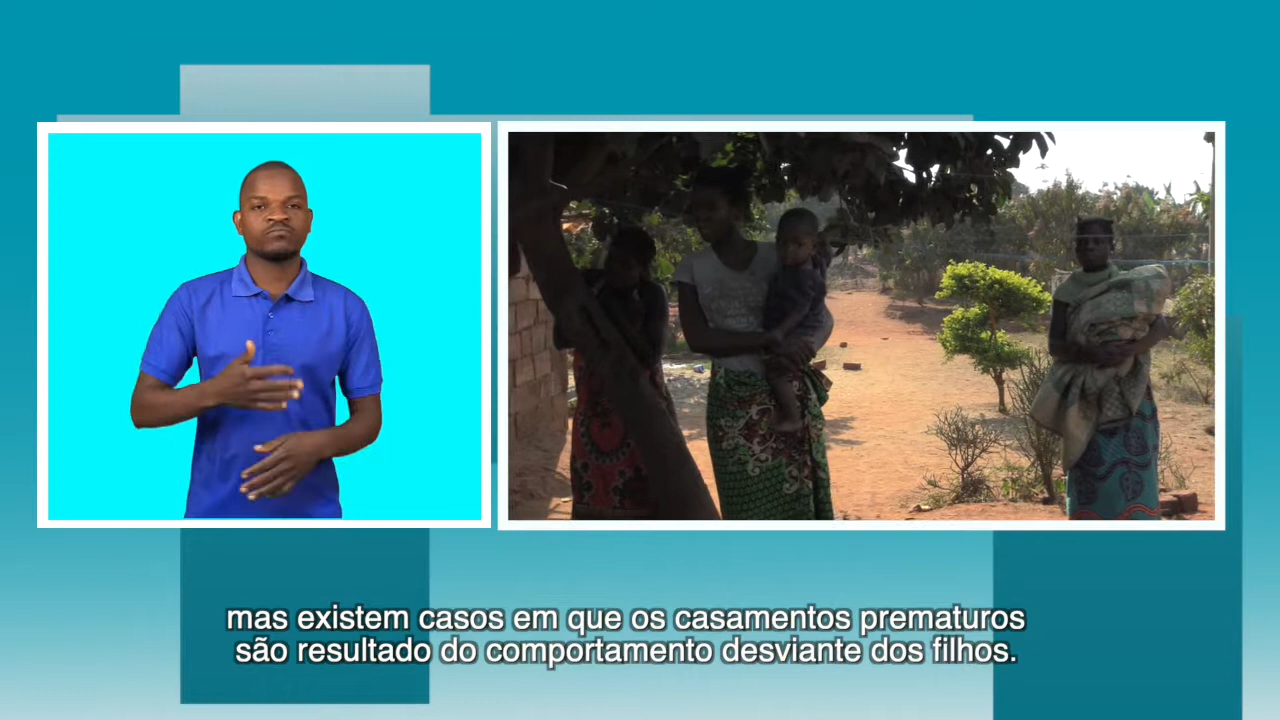 mas existem casos em que os casamentos prematuros
são resultado do comportamento desviante dos filhos.